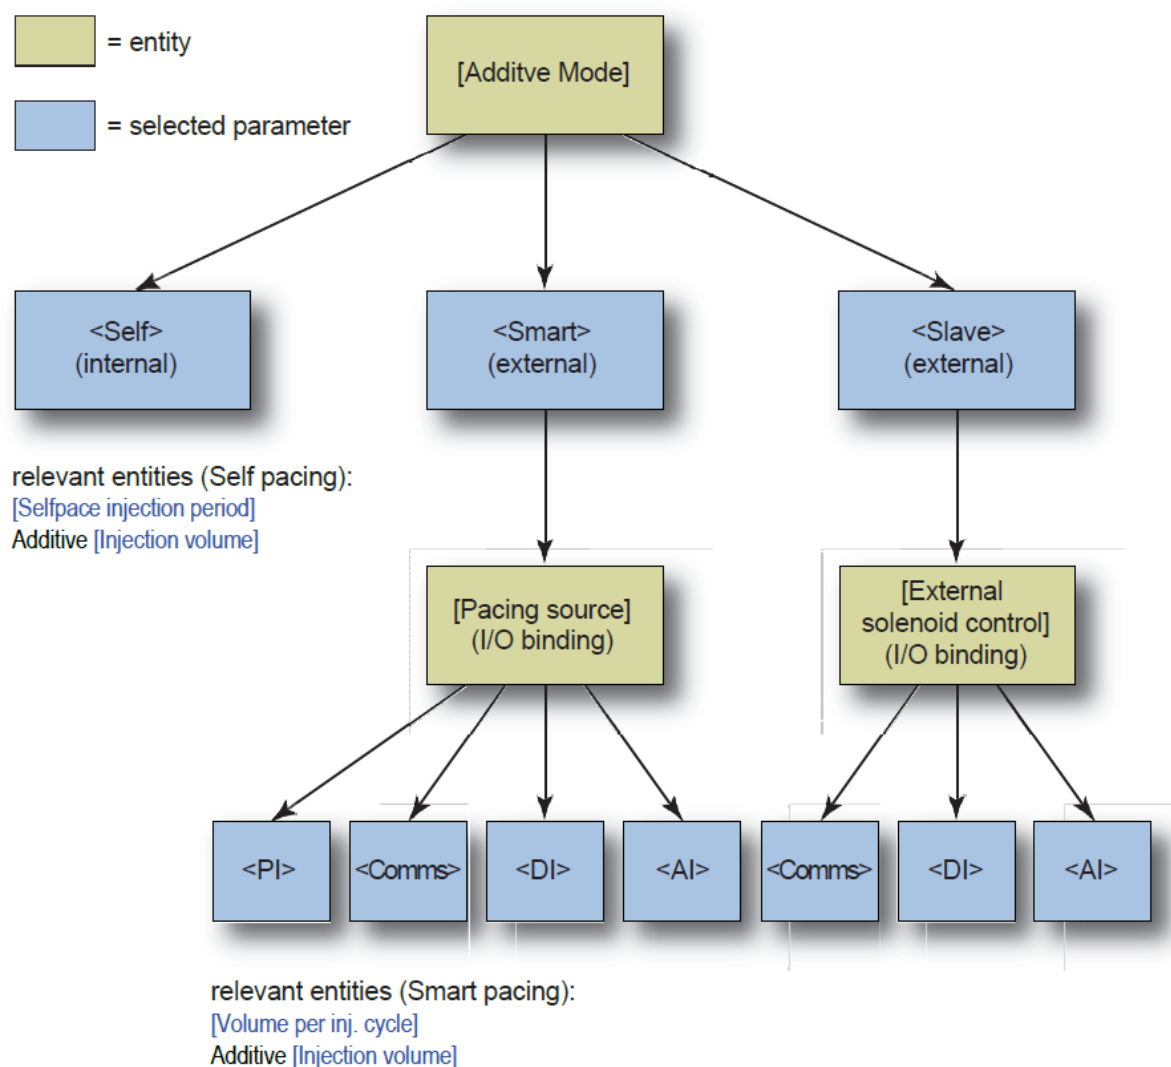 = entity
= selected parameter
[Additve Mode]
<Self>
(internal)
<Smart>
(external)
<Slave>
(external)
relevant entities (Self pacing):
[Selfpace injection period]
Additive [Injection volume]
[Pacing source]
(I/O binding)
[External
solenoid control]
(I/O binding)
<PI>
<Comms>
<DI>
<AI>
<Comms>
<DI>
<AI>
relevant entities (Smart pacing):
[Volume per inj. cycle]
Additive [Injection volume]